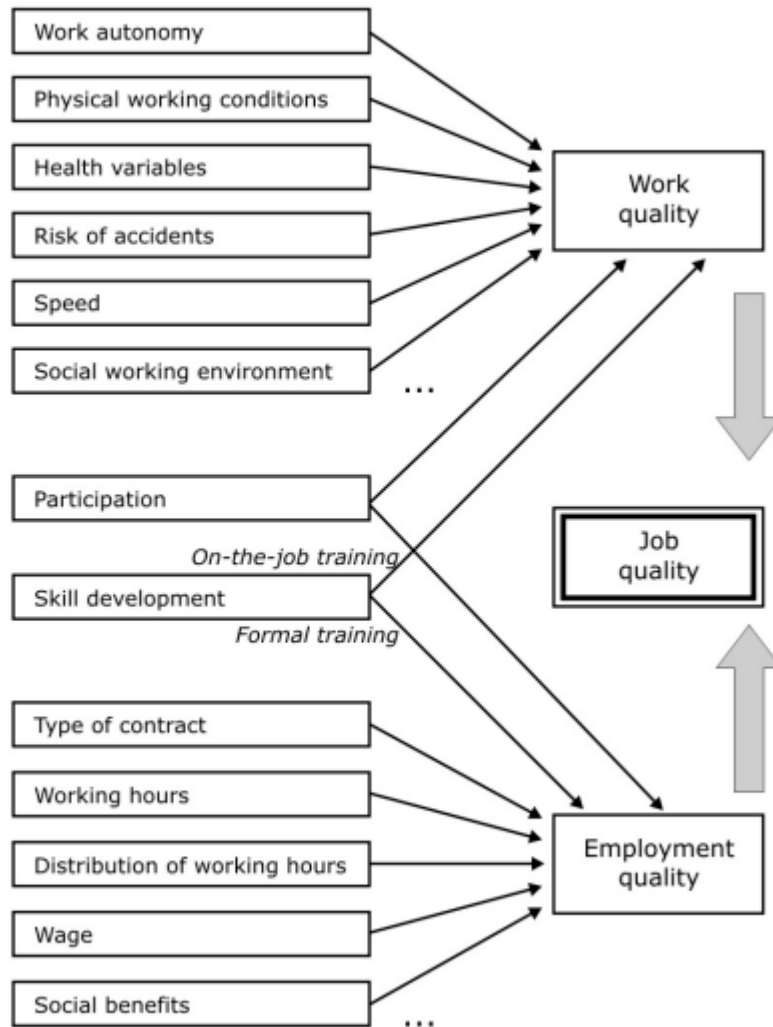 Work autonomy
Physical working conditions
Health variables
Risk of accidents
Speed
Social working environment
...
Work
quality
Participation
On-the-job training
Skill development
Formal training
Job
quality
Type of contract
Working hours
Distribution of working hours
Wage
Social benefits
...
Employment
quality